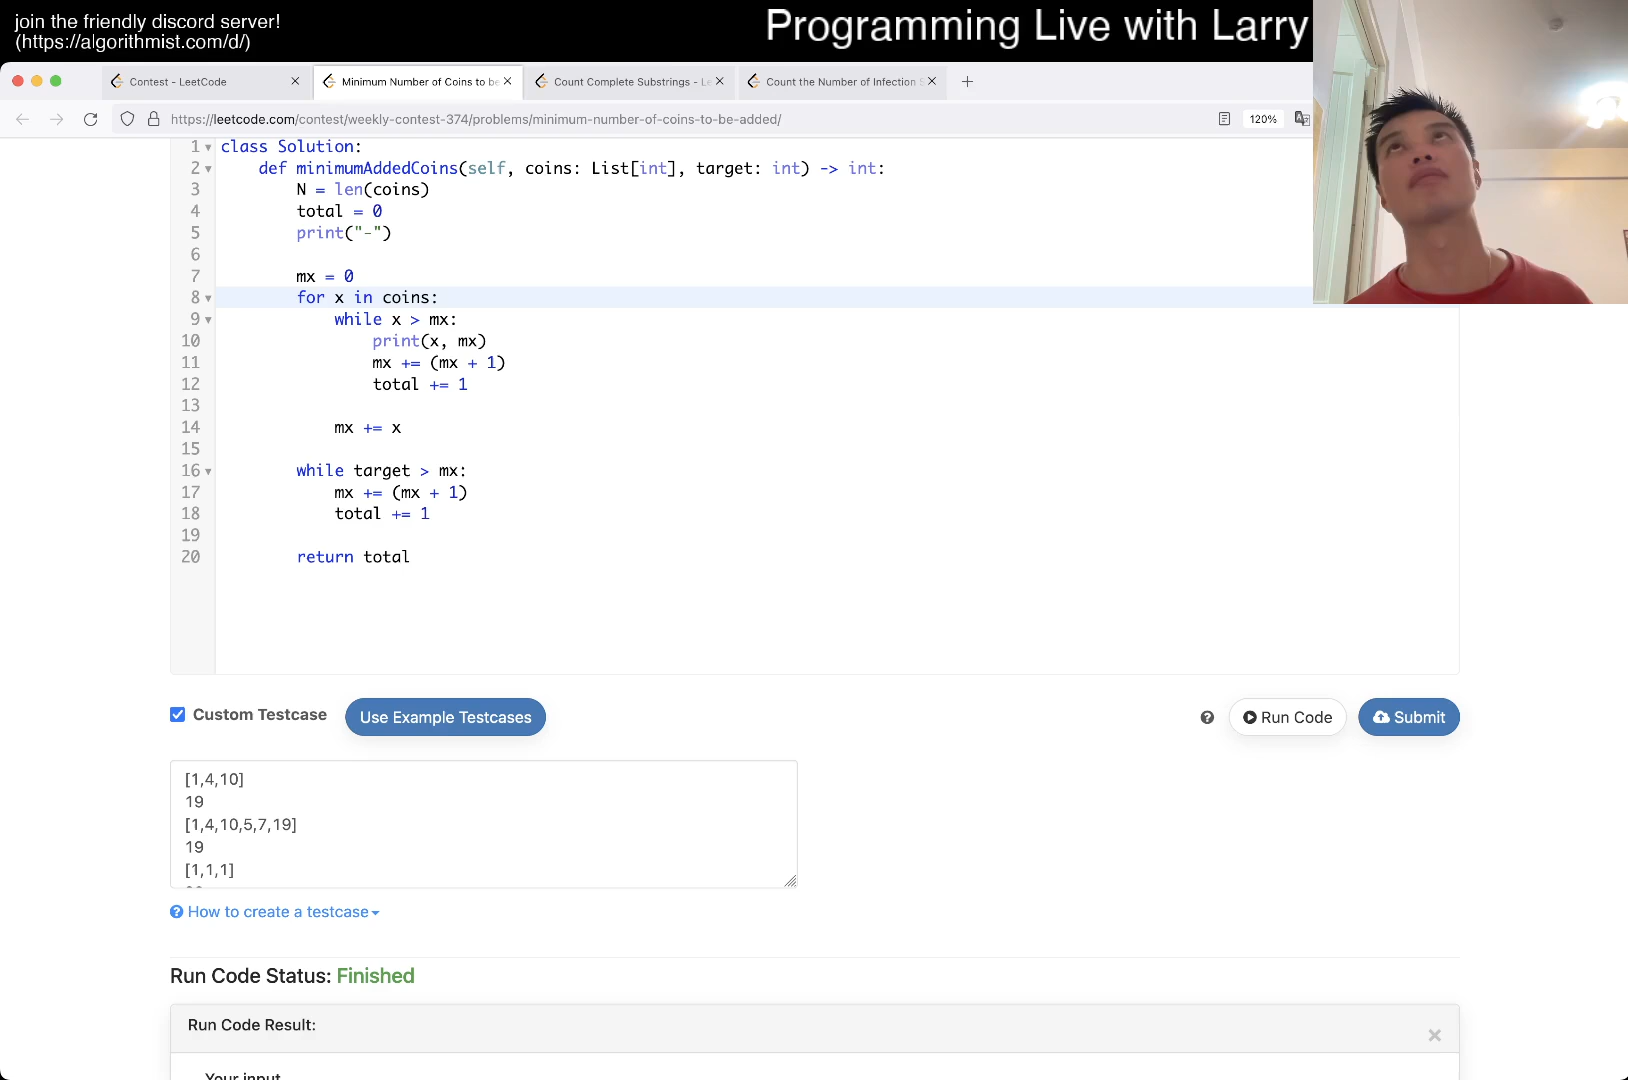 join the friendly discord server!
(https://algorithmist.com/d/)
Programming Live with Larry
Contest - LeetCode
Minimum Number of Coins to be
Count Complete Substrings - Le
Count the Number of Infection S
https://leetcode.com/contest/weekly-contest-374/problems/minimum-number-of-coins-to-be-added/
120%
1 class Solution:
2 def minimumAddedCoins(self, coins: List[int], target: int) -> int:
3 N = len(coins)
4 total = 0
5 print("-")
6
7 mx = 0
8 for x in coins:
9 while x > mx:
10 print(x, mx)
11 mx += (mx + 1)
12 total += 1
13
14 mx += x
15
16 while target > mx:
17 mx += (mx + 1)
18 total += 1
19
20 return total
Custom Testcase
Use Example Testcases
Run Code
Submit
[1,4,10]
19
[1,4,10,5,7,19]
19
[1,1,1]
How to create a testcase
Run Code Status: Finished
Run Code Result:
Your input